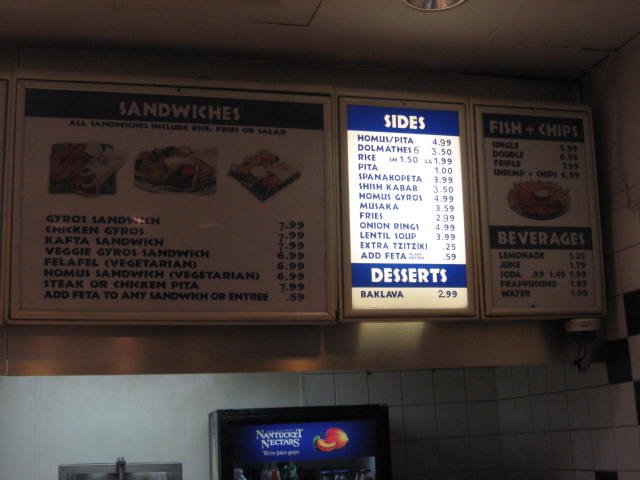 SANDWICHES
ALL SANDWICHES INCLUDE RICE, FRIES OR SALAD
GYROS SANDWICH 7.99
CHICKEN GYROS 7.99
KAFTA SANDWICH 7.99
VEGGIE GYRO SANDWICH 6.99
FELAFEL (VEGETARIAN) 6.99
HOMUS SANDWICH (VEGETARIAN) 6.99
STEAK OR CHICKEN PITA 7.99
ADD FETA TO ANY SANDWICH OR ENTREE .59
SIDES
HOMUS/PITA 4.99
DOLMATHES 6 3.50
RICE SM 1.50 LG 1.99
PITA 1.00
SPANAKOPETA 3.99
SHISH KABAB 3.50
HOMUS GYROS 4.99
MUSAKA 3.59
FRIES 2.99
ONION RINGS 4.99
LENTIL SOUP 3.99
EXTRA TZITZIKI .25
ADD FETA .59
DESSERTS
BAKLAVA 2.99
FISH + CHIPS
SINGLE 5.99
DOUBLE 6.99
TRIPLE 7.99
SHRIMP + CHIPS 6.99
BEVERAGES
LEMONADE 1.25
JUICE 1.79
SODA .99 1.49 1.99
FRAPPUCCINO 1.89
WATER 1.00
NANTUCKET
NECTARS
We're juice guys.